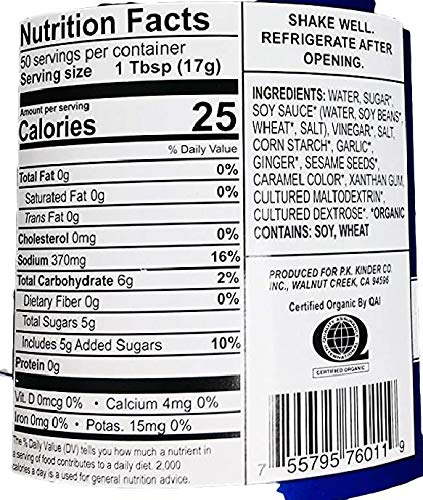 Nutrition Facts
50 servings per container
Serving size 1 Tbsp (17g)
Amount per serving
Calories 25
% Daily Value
Total Fat 0g 0%
Saturated Fat 0g 0%
Trans Fat 0g
Cholesterol 0mg 0%
Sodium 370mg 16%
Total Carbohydrate 6g 2%
Dietary Fiber 0g 0%
Total Sugars 5g
Includes 5g Added Sugars 10%
Protein 0g
Vit. D 0mcg 0% • Calcium 4mg 0%
Iron 0mg 0% • Potas. 15mg 0%
The % Daily Value (DV) tells you how much a nutrient in
a serving of food contributes to a daily diet. 2,000
calories a day is used for general nutrition advice.
SHAKE WELL.
REFRIGERATE AFTER
OPENING.
INGREDIENTS: WATER, SUGAR*,
SOY SAUCE* (WATER, SOY BEANS*,
WHEAT*, SALT), VINEGAR*, SALT,
CORN STARCH*, GARLIC*,
GINGER*, SESAME SEEDS*,
CARAMEL COLOR*, XANTHAN GUM,
CULTURED MALTODEXTRIN*,
CULTURED DEXTROSE*. *ORGANIC
CONTAINS: SOY, WHEAT
PRODUCED FOR P.K. KINDER CO.
INC., WALNUT CREEK, CA 94596
Certified Organic By QAI
QUALITY ASSURANCE INTERNATIONAL
CERTIFIED ORGANIC
7 55795 76011 9